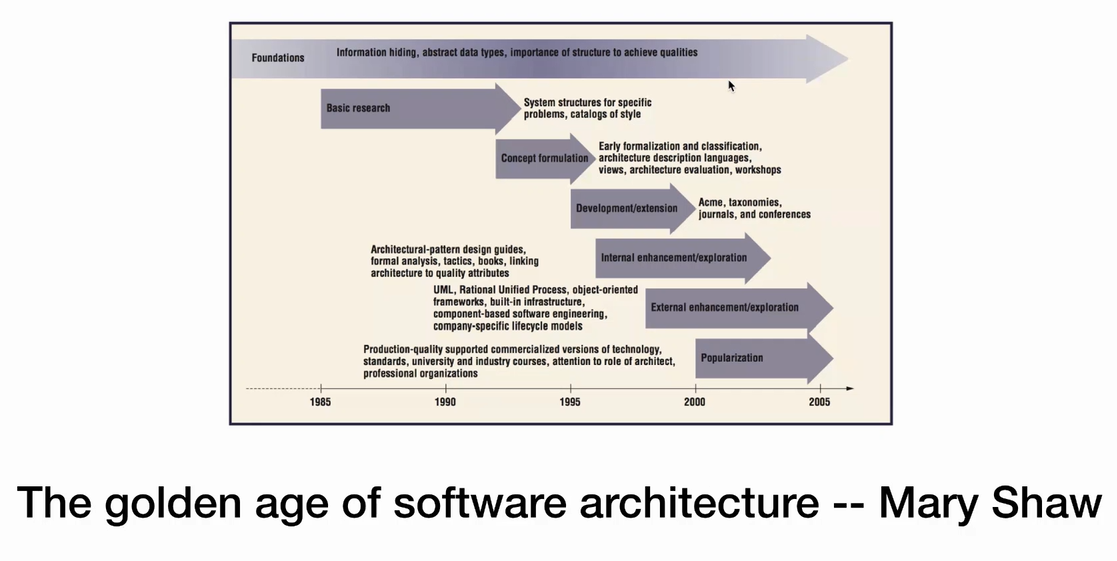 Foundations
Information hiding, abstract data types, importance of structure to achieve qualities
Basic research
System structures for specific
problems, catalogs of style
Concept formulation
Early formalization and classification,
architecture description languages,
views, architecture evaluation, workshops
Development/extension
Acme, taxonomies,
journals, and conferences
Architectural-pattern design guides,
formal analysis, tactics, books, linking
architecture to quality attributes
Internal enhancement/exploration
UML, Rational Unified Process, object-oriented
frameworks, built-in infrastructure,
component-based software engineering,
company-specific lifecycle models
External enhancement/exploration
Production-quality supported commercialized versions of technology,
standards, university and industry courses, attention to role of architect,
professional organizations
Popularization
1985 1990 1995 2000 2005
The golden age of software architecture -- Mary Shaw